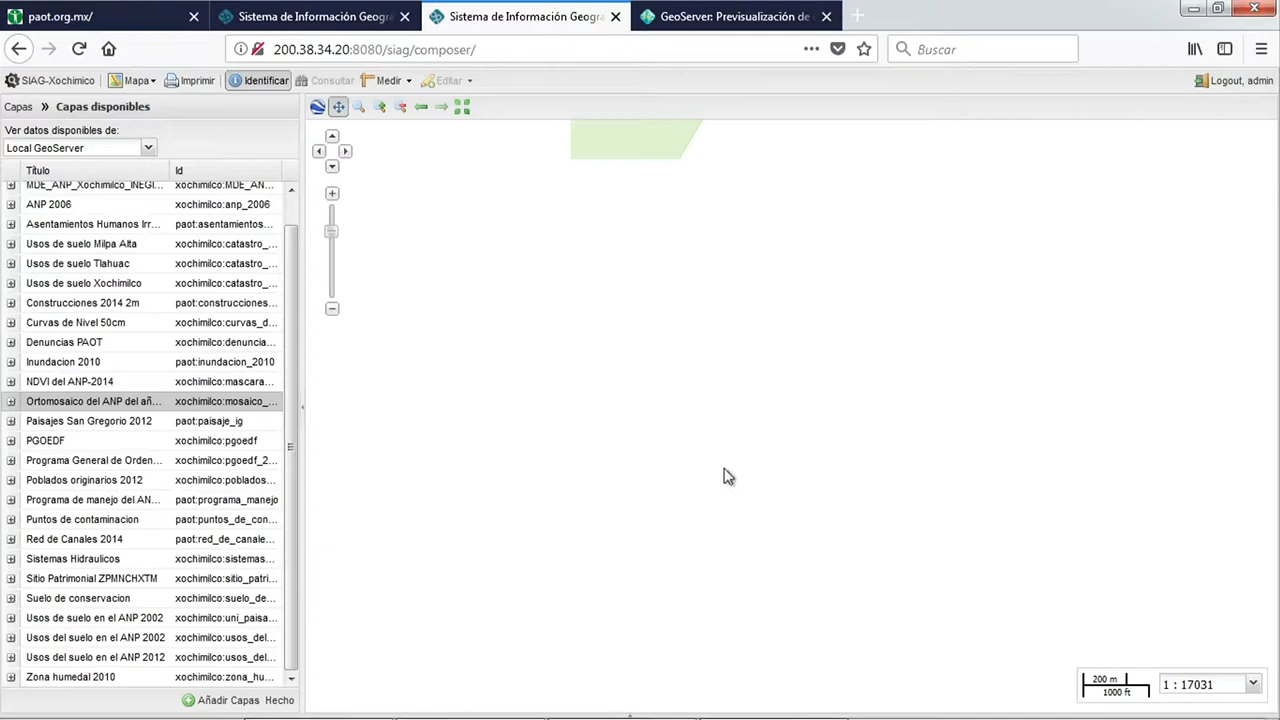 paot.org.mx/
Sistema de Información Geogra
Sistema de Información Geogra
GeoServer: Previsualización de
200.38.34.20:8080/siag/composer/
Buscar
SIAG-Xochimico
Mapa
Imprimir
Identificar
Consultar
Medir
Editar
Logout, admin
Capas
Capas disponibles
Ver datos disponibles de:
Local GeoServer
Título Id
MDE_ANP_Xochimilco_INEGI... xochimilco:MDE_AN...
ANP 2006 xochimilco:anp_2006
Asentamientos Humanos Irr... paot:asentamientos...
Usos de suelo Milpa Alta xochimilco:catastro_...
Usos de suelo Tlahuac xochimilco:catastro_...
Usos de suelo Xochimilco xochimilco:catastro_...
Construcciones 2014 2m paot:construcciones...
Curvas de Nivel 50cm xochimilco:curvas_d...
Denuncias PAOT xochimilco:denuncia...
Inundacion 2010 paot:inundacion_2010
NDVI del ANP-2014 xochimilco:mascara...
Ortomosaico del ANP del añ... xochimilco:mosaico_...
Paisajes San Gregorio 2012 paot:paisaje_ig
PGOEDF xochimilco:pgoedf
Programa General de Orden... xochimilco:pgoedf_2...
Poblados originarios 2012 xochimilco:poblados...
Programa de manejo del AN... paot:programa_manejo
Puntos de contaminacion paot:puntos_de_con...
Red de Canales 2014 paot:red_de_canale...
Sistemas Hidraulicos xochimilco:sistemas...
Sitio Patrimonial ZPMNCHXTM xochimilco:sitio_patri...
Suelo de conservacion xochimilco:suelo_de...
Usos de suelo en el ANP 2002 xochimilco:uni_paisa...
Usos del suelo en el ANP 2002 xochimilco:usos_del...
Usos del suelo en el ANP 2012 xochimilco:usos_del...
Zona humedal 2010 xochimilco:zona_hu...
Añadir Capas Hecho
200 m
1000 ft
1 : 17031